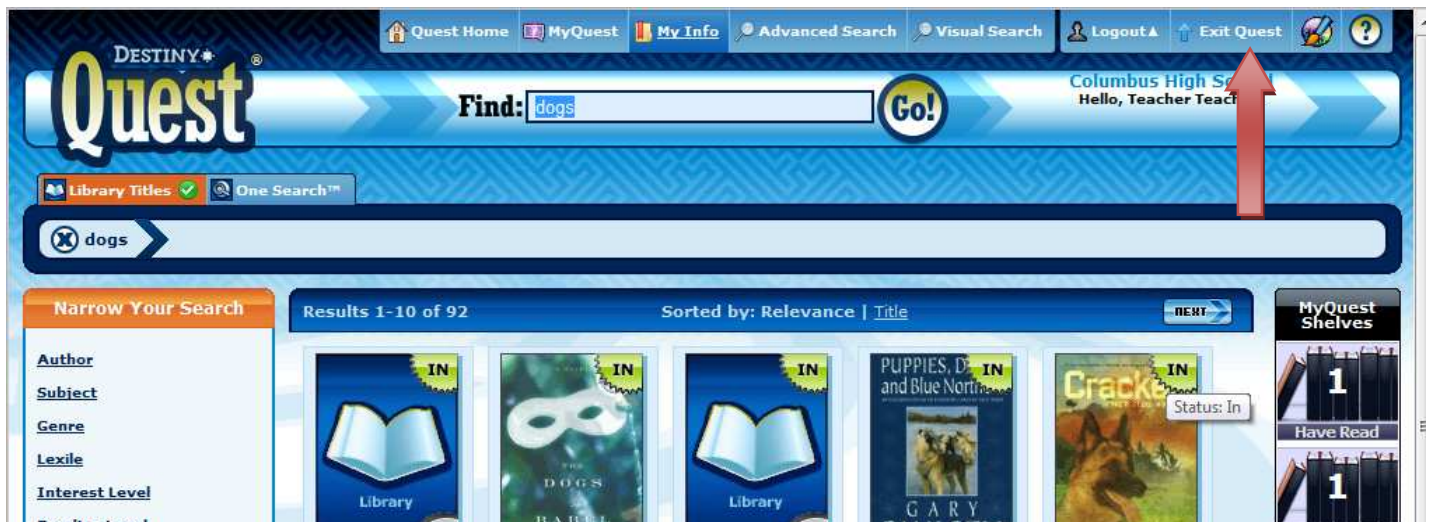 Quest Home MyQuest My Info Advanced Search Visual Search Logout Exit Quest ?
DESTINY
Quest®
Find: dogs Go!
Columbus High
Hello, Teacher
Library Titles One Search™
dogs
Narrow Your Search
Results 1-10 of 92 Sorted by: Relevance | Title NEXT
MyQuest
Shelves
Author
Subject
Genre
Lexile
Interest Level
IN
Library
IN
THE
DOGS
BABEL
IN
Library
PUPPIES,
and Blue
IN
GARY
IN
Status: In
1
Have Read
1